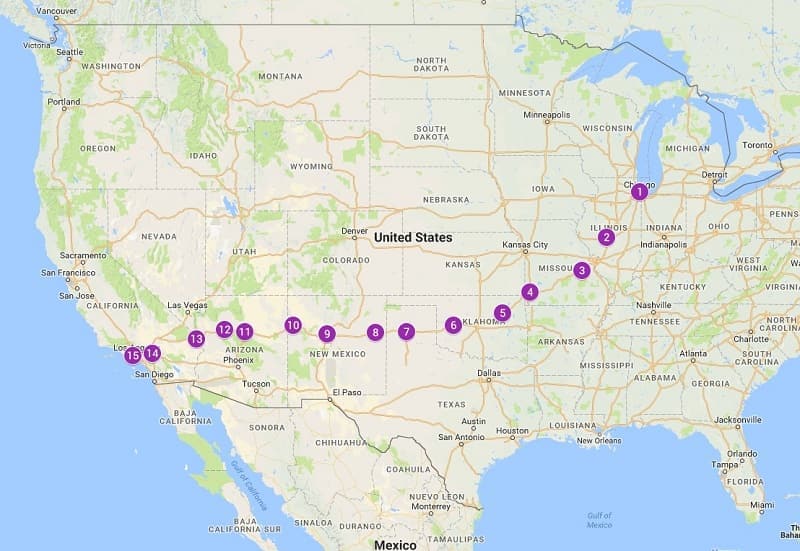 Vancouver
Victoria
Seattle
WASHINGTON
NORTH
DAKOTA
MONTANA
MINNESOTA
Portland
Minneapolis
SOUTH
DAKOTA
WISCONSIN
MICHIGAN
Toronto
OREGON
IDAHO
WYOMING
Detroit
1
IOWA
NEBRASKA
PENNS
2
ILLINOIS
INDIANA
OHIO
Indianapolis
NEVADA
Denver
United States
Kansas City
Sacramento
UTAH
COLORADO
KANSAS
MISSOU
3
WEST
VIRGINIA
San Francisco
San Jose
KENTUCKY
VIRGINIA
CALIFORNIA
Las Vegas
4
5
Nashville
6
KLAHOMA
TENNESSEE
NORTH
CAROLINA
7
8
9
10
11
12
13
Charlotte
ARKANSAS
Los Ang
14
15
ARIZONA
NEW MEXICO
Phoenix
Atlanta
SOUTH
CAROLINA
San Diego
MISSISSIPPI
Dallas
ALABAMA
GEORGIA
Tucson
El Paso
TEXAS
BAJA
CALIFORNIA
SONORA
Austin
San Antonio
Houston
LOUISIANA
New Orleans
Jacksonville
CHIHUAHUA
Gulf of
California
COAHUILA
Orlando
Tampa
FLORIDA
NUEVO LEON
Monterrey
Miami
Gulf of
Mexico
BAJA
CALIFORNIA SUR
SINALOA
DURANGO
TAMAULIPAS
Mexico
The
Baham